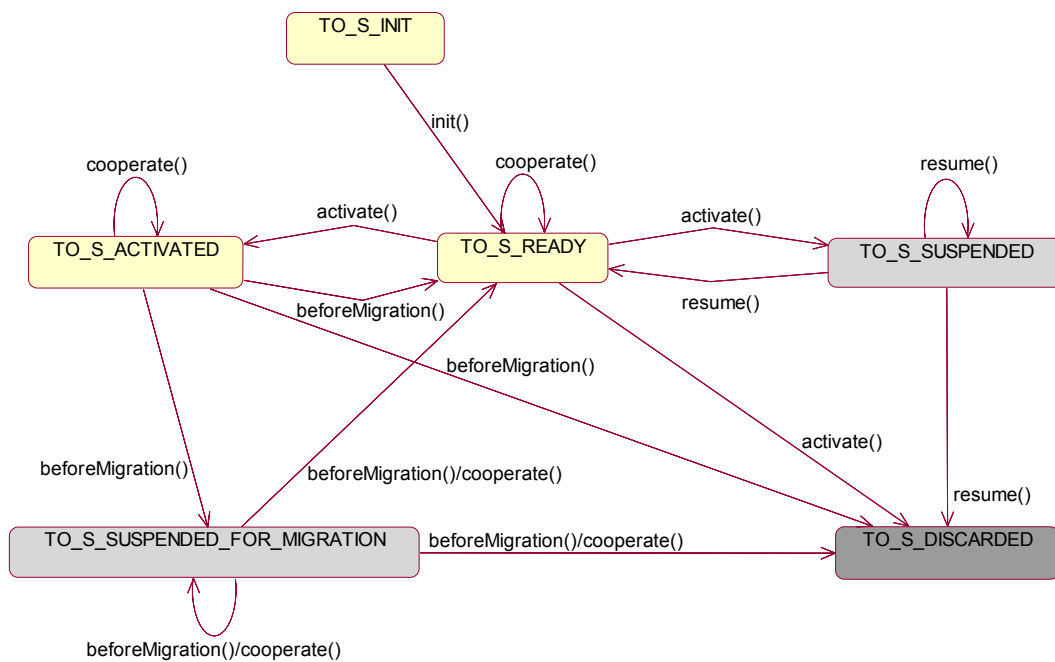 TO_S_INIT
init()
cooperate()
cooperate()
resume()
activate()
activate()
TO_S_ACTIVATED
TO_S_READY
TO_S_SUSPENDED
beforeMigration()
resume()
beforeMigration()
activate()
beforeMigration()
beforeMigration()/cooperate()
resume()
TO_S_SUSPENDED_FOR_MIGRATION
beforeMigration()/cooperate()
TO_S_DISCARDED
beforeMigration()/cooperate()